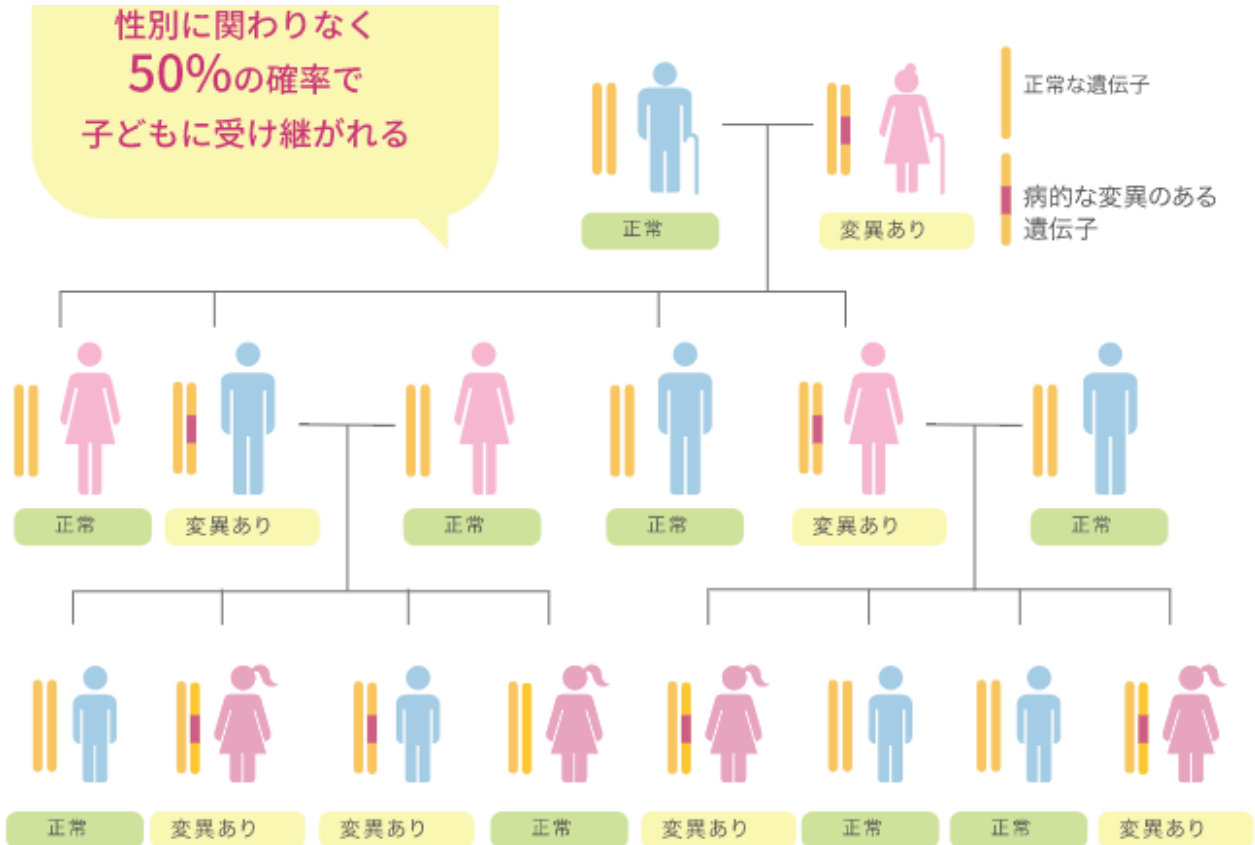 性別に関わりなく
50%の確率で
子どもに受け継がれる
正常な遺伝子
病的な変異のある
遺伝子
正常
変異あり
正常
変異あり
正常
正常
変異あり
正常
正常
変異あり
変異あり
正常
変異あり
正常
正常
変異あり